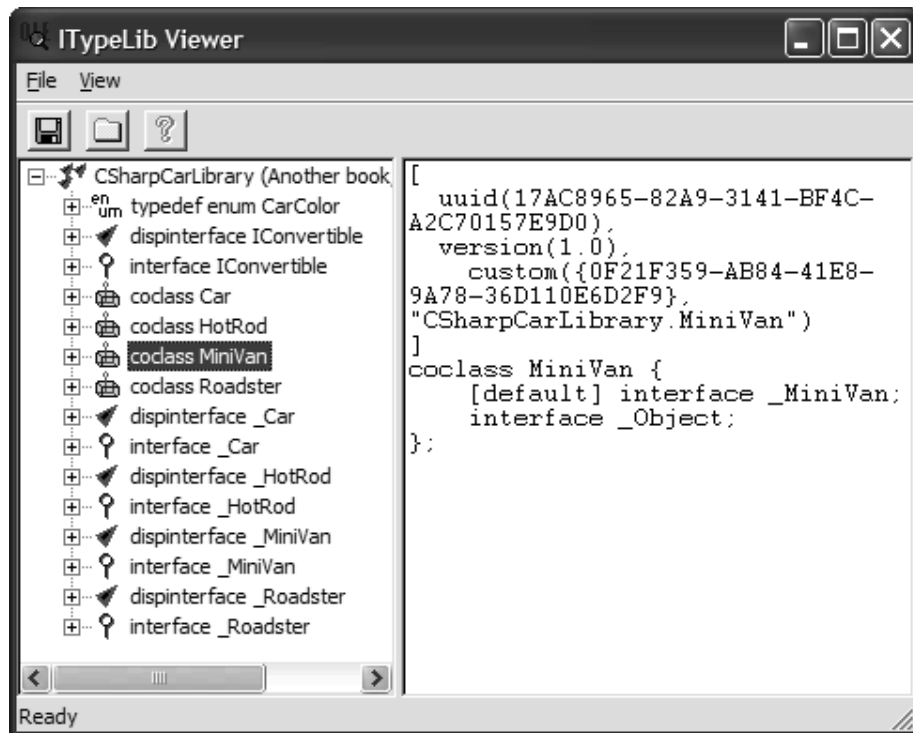 ITypeLib Viewer
File View
CSharpCarLibrary (Another book,
enum typedef enum CarColor
dispinterface IConvertible
interface IConvertible
coclass Car
coclass HotRod
coclass MiniVan
coclass Roadster
dispinterface _Car
interface _Car
dispinterface _HotRod
interface _HotRod
dispinterface _MiniVan
interface _MiniVan
dispinterface _Roadster
interface _Roadster
[
uuid(17AC8965-82A9-3141-BF4C-
A2C70157E9D0),
version(1.0),
custom({0F21F359-AB84-41E8-
9A78-36D110E6D2F9},
"CSharpCarLibrary.MiniVan")
]
coclass MiniVan {
[default] interface _MiniVan;
interface _Object;
};
Ready